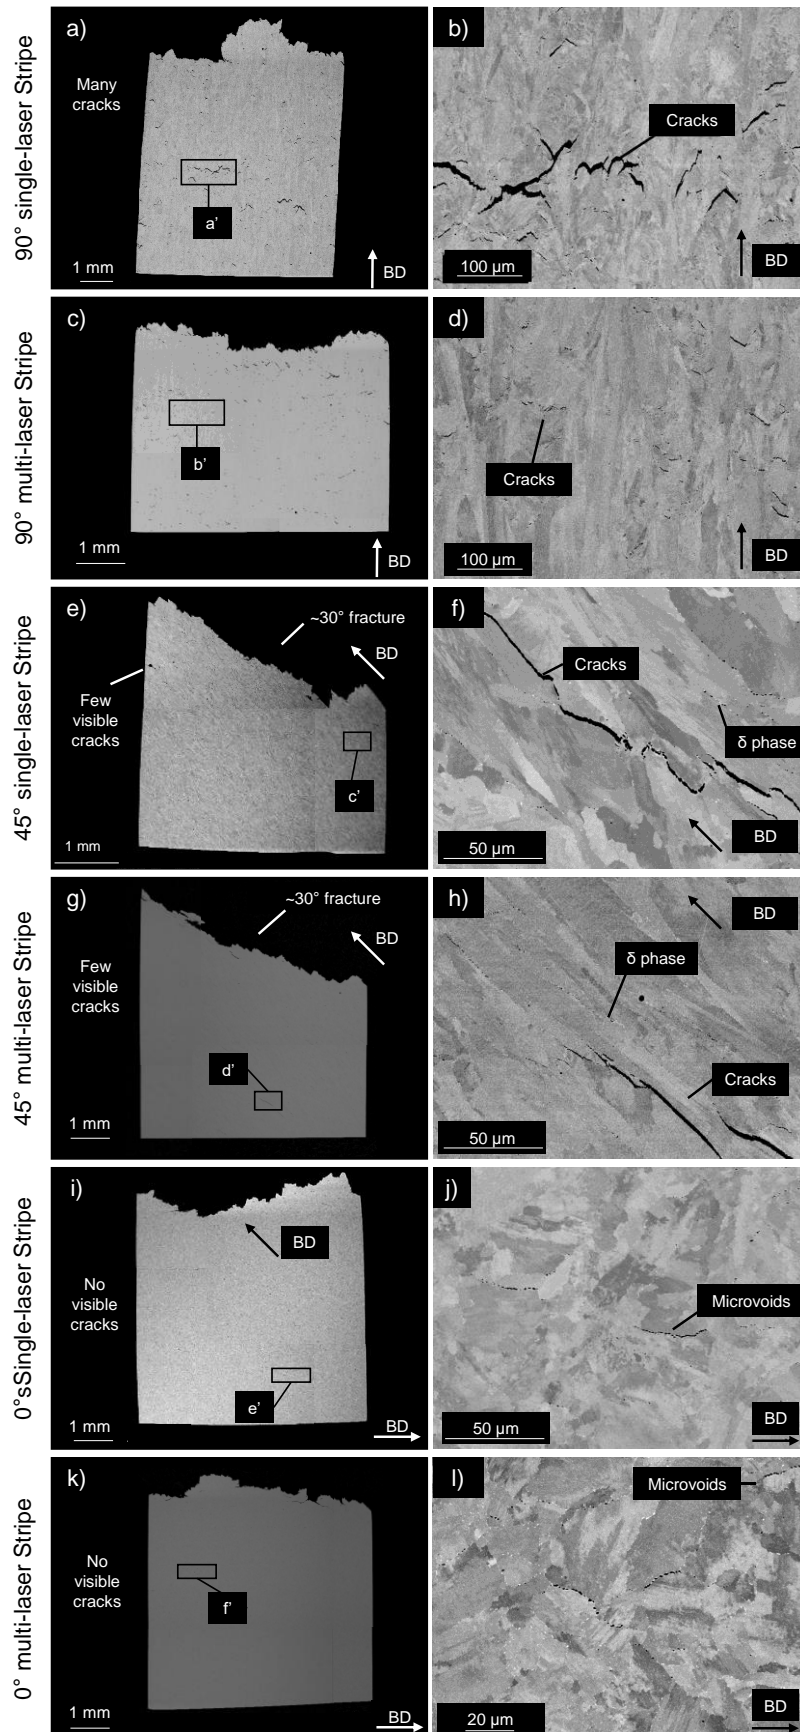 90° single-laser Stripe
a)
Many
cracks
a'
1 mm
BD
b)
Cracks
100 µm
BD
90° multi-laser Stripe
c)
b'
1 mm
BD
d)
Cracks
100 µm
BD
45° single-laser Stripe
e)
~30° fracture
BD
Few
visible
cracks
c'
1 mm
f)
Cracks
δ phase
50 µm
BD
45° multi-laser Stripe
g)
~30° fracture
BD
Few
visible
cracks
d'
1 mm
h)
BD
δ phase
Cracks
50 µm
0°sSingle-laser Stripe
i)
BD
No
visible
cracks
e'
1 mm
BD
j)
Microvoids
50 µm
BD
0° multi-laser Stripe
k)
No
visible
cracks
f'
1 mm
BD
l)
Microvoids
20 µm
BD